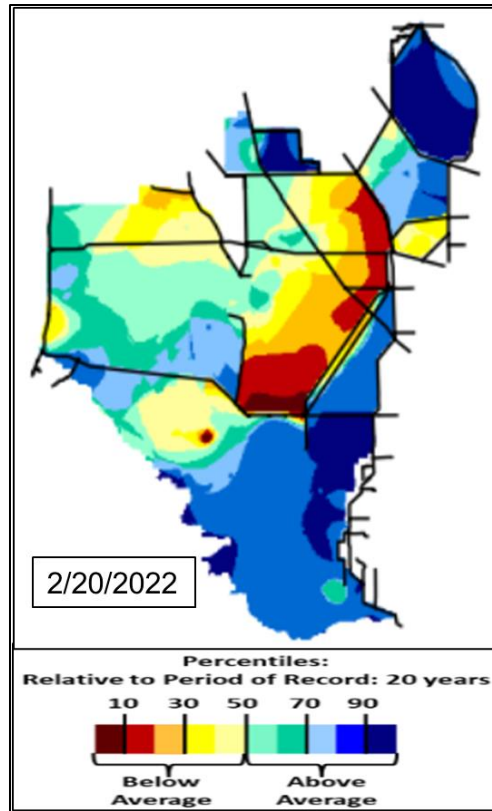 2/20/2022
Percentiles:
Relative to Period of Record: 20 years
10 30 50 70 90
Below Above
Average Average